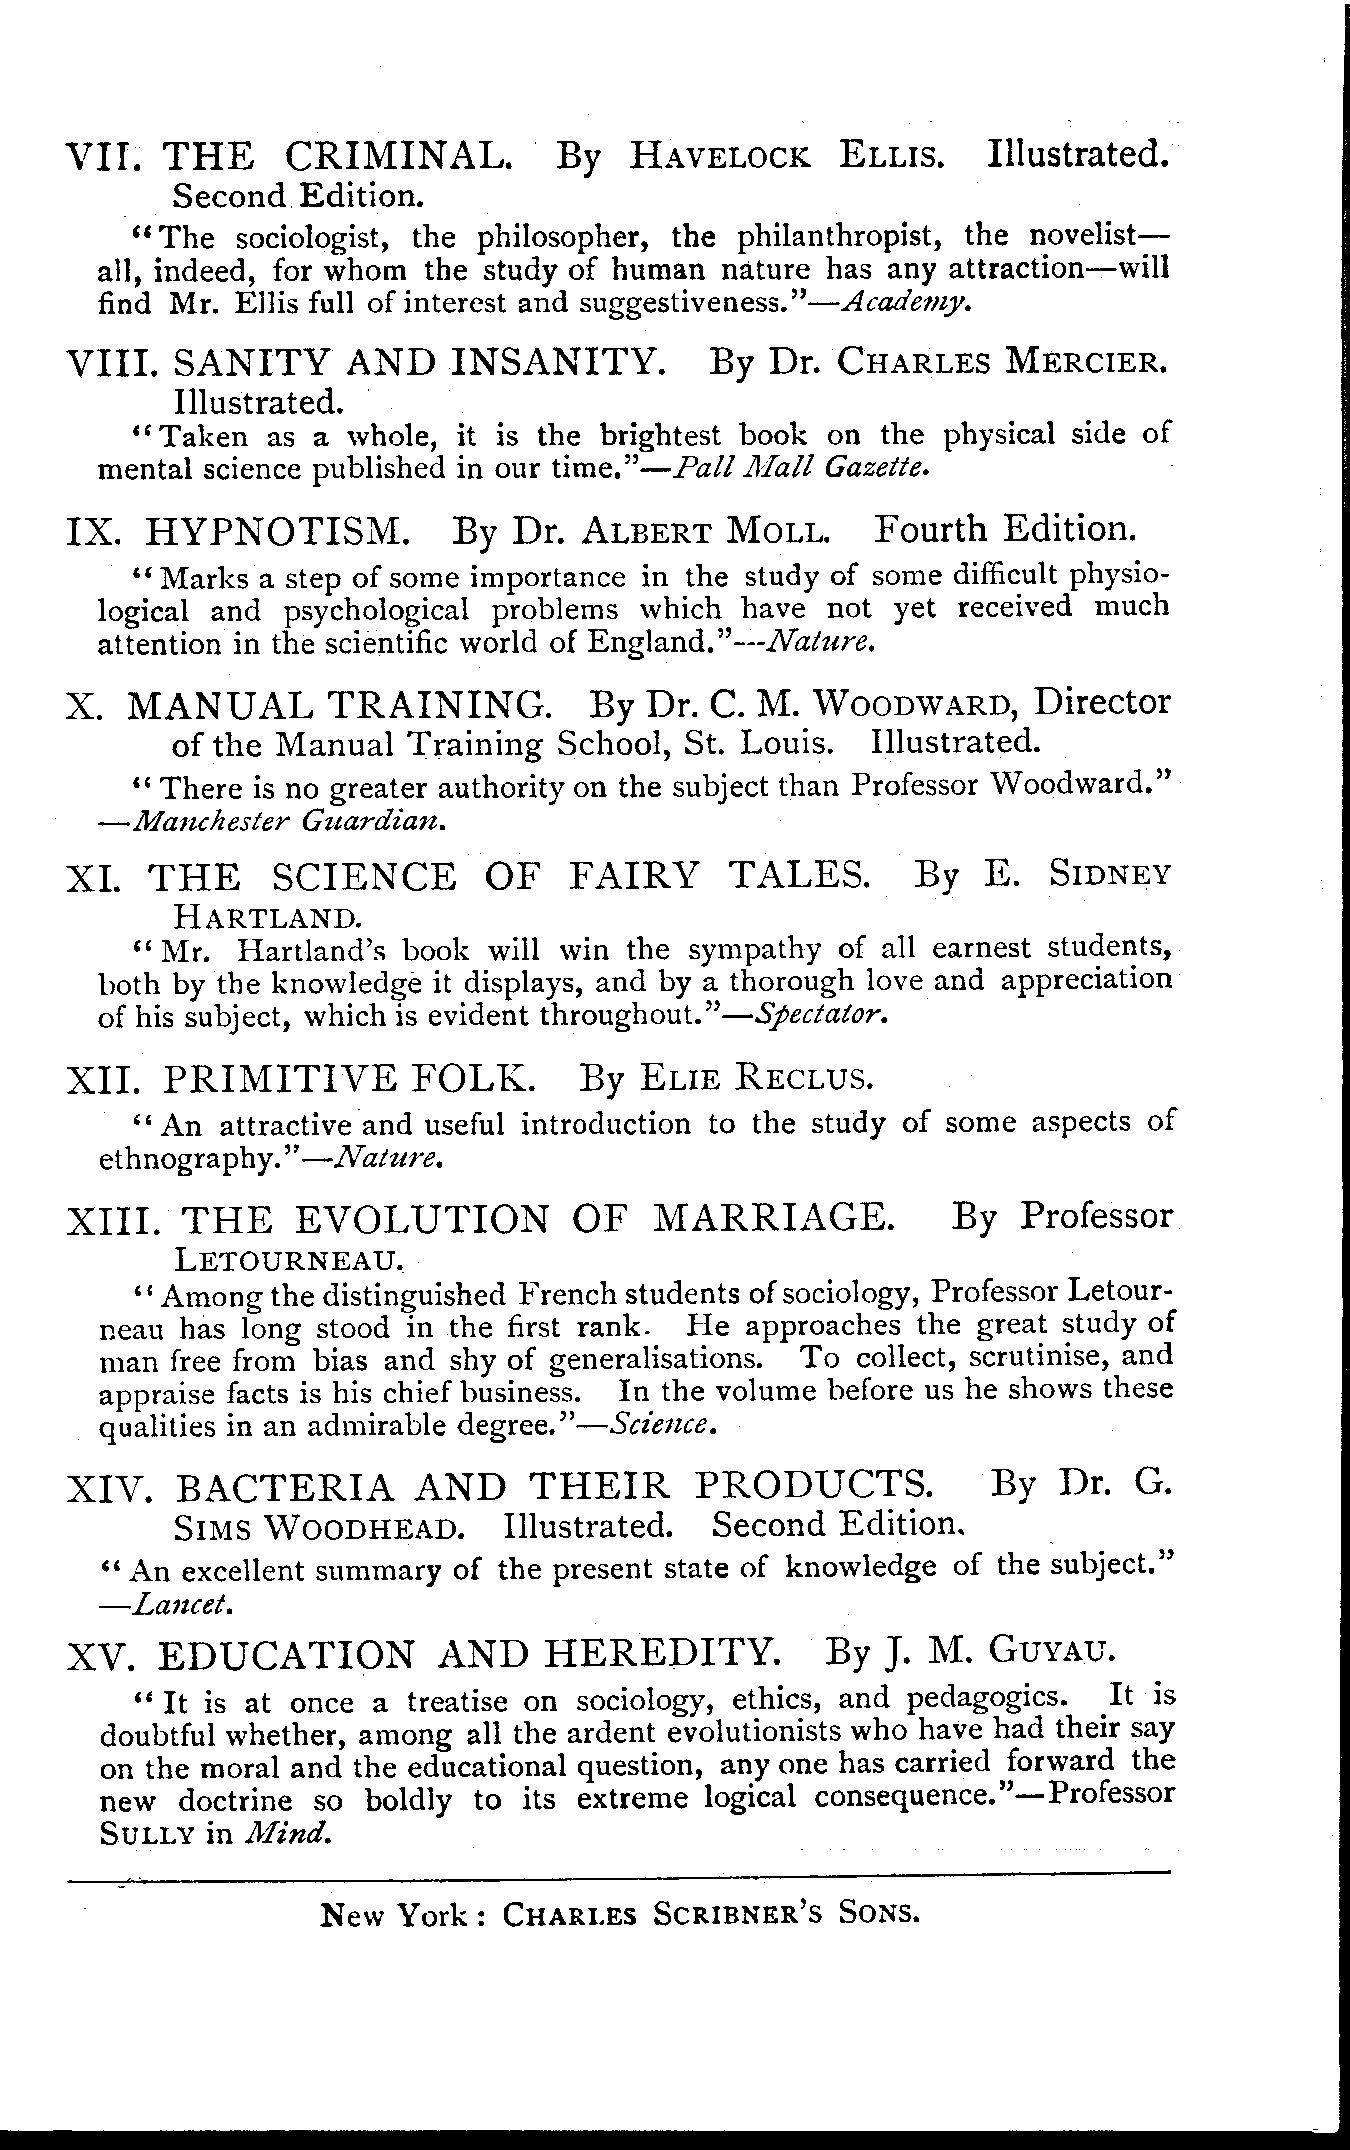 VII. THE CRIMINAL. By HAVELOCK ELLIS. Illustrated.
Second Edition.
"The sociologist, the philosopher, the philanthropist, the novelist—
all, indeed, for whom the study of human nature has any attraction—will
find Mr. Ellis full of interest and suggestiveness."—Academy.
VIII. SANITY AND INSANITY. By Dr. CHARLES MERCIER.
Illustrated.
"Taken as a whole, it is the brightest book on the physical side of
mental science published in our time."—Pall Mall Gazette.
IX. HYPNOTISM. By Dr. ALBERT MOLL. Fourth Edition.
"Marks a step of some importance in the study of some difficult physio-
logical and psychological problems which have not yet received much
attention in the scientific world of England."—Nature.
X. MANUAL TRAINING. By Dr. C. M. WOODWARD, Director
of the Manual Training School, St. Louis. Illustrated.
"There is no greater authority on the subject than Professor Woodward."
—Manchester Guardian.
XI. THE SCIENCE OF FAIRY TALES. By E. SIDNEY
HARTLAND.
"Mr. Hartland's book will win the sympathy of all earnest students,
both by the knowledge it displays, and by a thorough love and appreciation
of his subject, which is evident throughout."—Spectator.
XII. PRIMITIVE FOLK. By ELIE RECLUS.
"An attractive and useful introduction to the study of some aspects of
ethnography."—Nature.
XIII. THE EVOLUTION OF MARRIAGE. By Professor
LETOURNEAU.
"Among the distinguished French students of sociology, Professor Letour-
neau has long stood in the first rank. He approaches the great study of
man free from bias and shy of generalisations. To collect, scrutinise, and
appraise facts is his chief business. In the volume before us he shows these
qualities in an admirable degree."—Science.
XIV. BACTERIA AND THEIR PRODUCTS. By Dr. G.
SIMS WOODHEAD. Illustrated. Second Edition.
"An excellent summary of the present state of knowledge of the subject."
—Lancet.
XV. EDUCATION AND HEREDITY. By J. M. GUYAU.
"It is at once a treatise on sociology, ethics, and pedagogics. It is
doubtful whether, among all the ardent evolutionists who have had their say
on the moral and the educational question, any one has carried forward the
new doctrine so boldly to its extreme logical consequence."—Professor
SULLY in Mind.
New York: CHARLES SCRIBNER'S SONS.